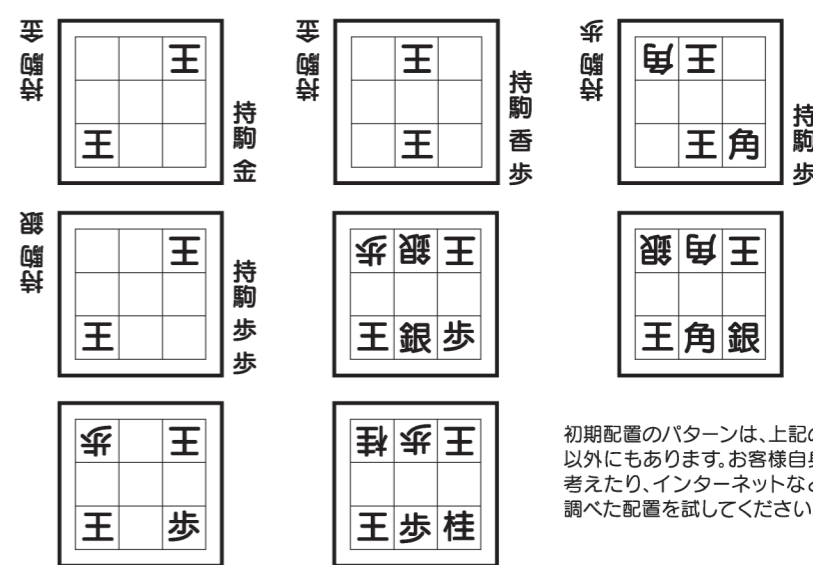 持駒 金
王
王
持駒 金
持駒 金
王
王
持駒 香 歩
持駒 歩
角 王
王 角
持駒 歩
持駒 銀
王
王
持駒 歩 歩
歩 銀 王
王 銀 歩
銀 角 王
王 角 銀
歩 王
王 歩
桂 歩 王
王 歩 桂
初期配置のパターンは、上記の
以外にもあります。お客様自
考えたり、インターネットな
調べた配置を試してください